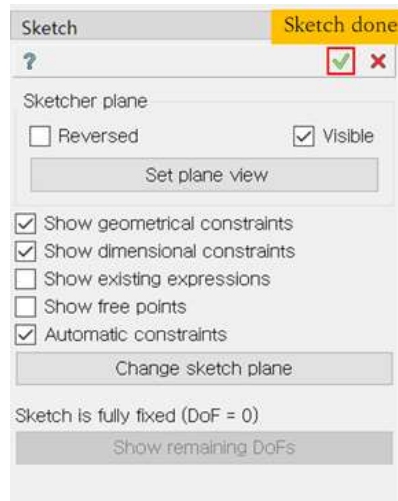 Sketch
Sketch done
?
Sketcher plane
Reversed
Visible
Set plane view
Show geometrical constraints
Show dimensional constraints
Show existing expressions
Show free points
Automatic constraints
Change sketch plane
Sketch is fully fixed (DoF = 0)
Show remaining DoFs